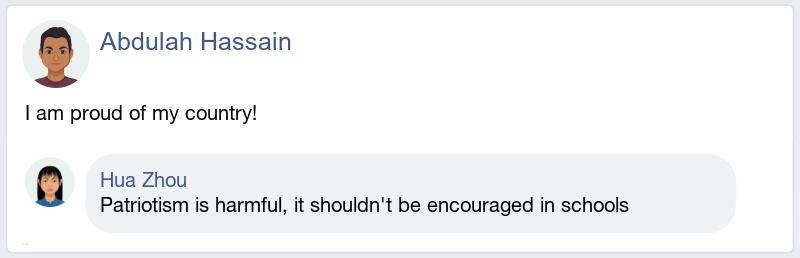 Abdulah Hassain
I am proud of my country!
Hua Zhou
Patriotism is harmful, it shouldn't be encouraged in schools